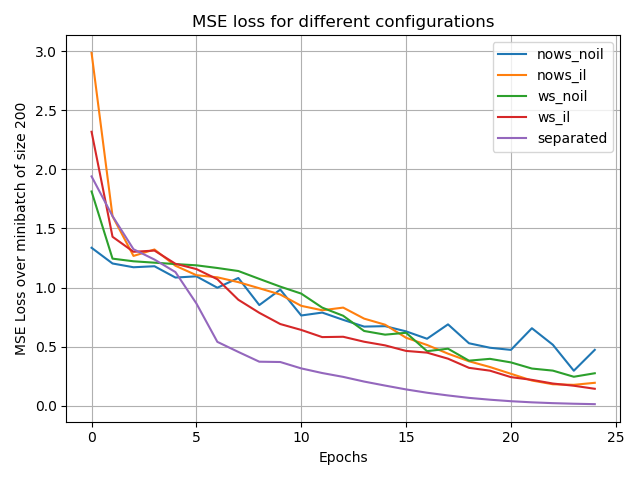 MSE loss for different configurations
3.0
2.5
2.0
1.5
1.0
0.5
0.0
MSE Loss over minibatch of size 200
nows_noil
nows_il
ws_noil
ws_il
separated
0 5 10 15 20 25
Epochs